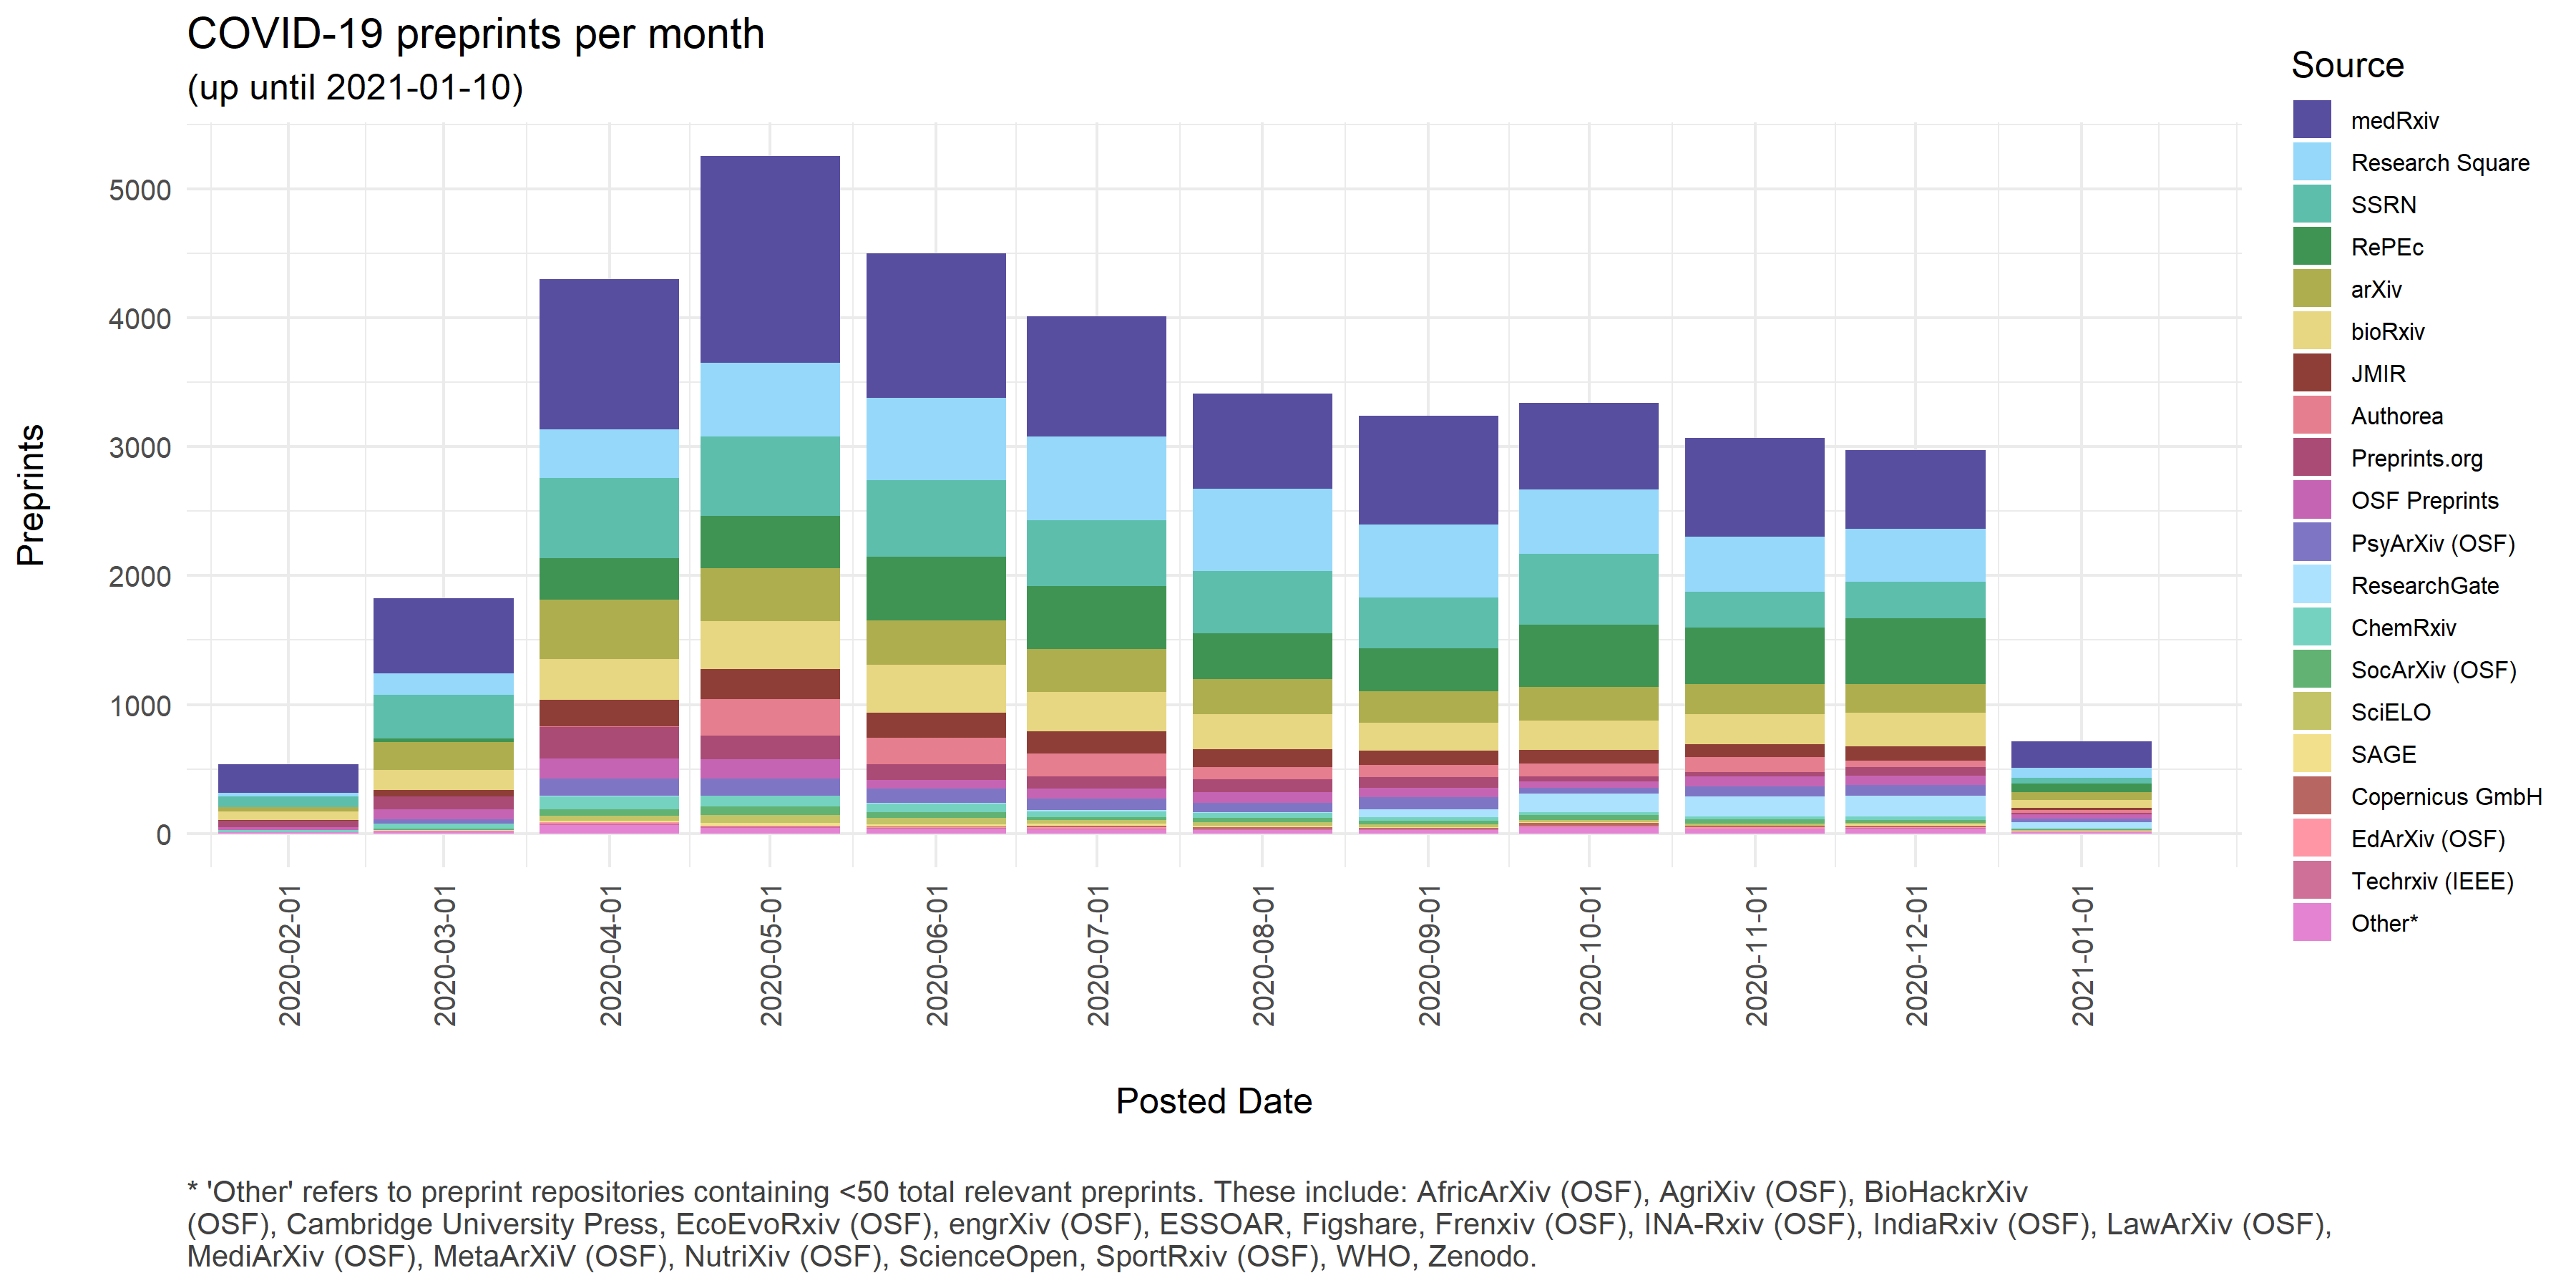 COVID-19 preprints per month
(up until 2021-01-10)
Preprints
5000
4000
3000
2000
1000
0
2020-02-01
2020-03-01
2020-04-01
2020-05-01
2020-06-01
2020-07-01
2020-08-01
2020-09-01
2020-10-01
2020-11-01
2020-12-01
2021-01-01
Posted Date
Source
medRxiv
Research Square
SSRN
RePEc
arXiv
bioRxiv
JMIR
Authorea
Preprints.org
OSF Preprints
PsyArXiv (OSF)
ResearchGate
ChemRxiv
SocArXiv (OSF)
SciELO
SAGE
Copernicus GmbH
EdArXiv (OSF)
Techrxiv (IEEE)
Other*
* 'Other' refers to preprint repositories containing <50 total relevant preprints. These include: AfricArXiv (OSF), AgriXiv (OSF), BioHackrXiv
(OSF), Cambridge University Press, EcoEvoRxiv (OSF), engrXiv (OSF), ESSOAR, Figshare, Frenxiv (OSF), INA-Rxiv (OSF), IndiaRxiv (OSF), LawArXiv (OSF),
MediArXiv (OSF), MetaArXiV (OSF), NutriXiv (OSF), ScienceOpen, SportRxiv (OSF), WHO, Zenodo.